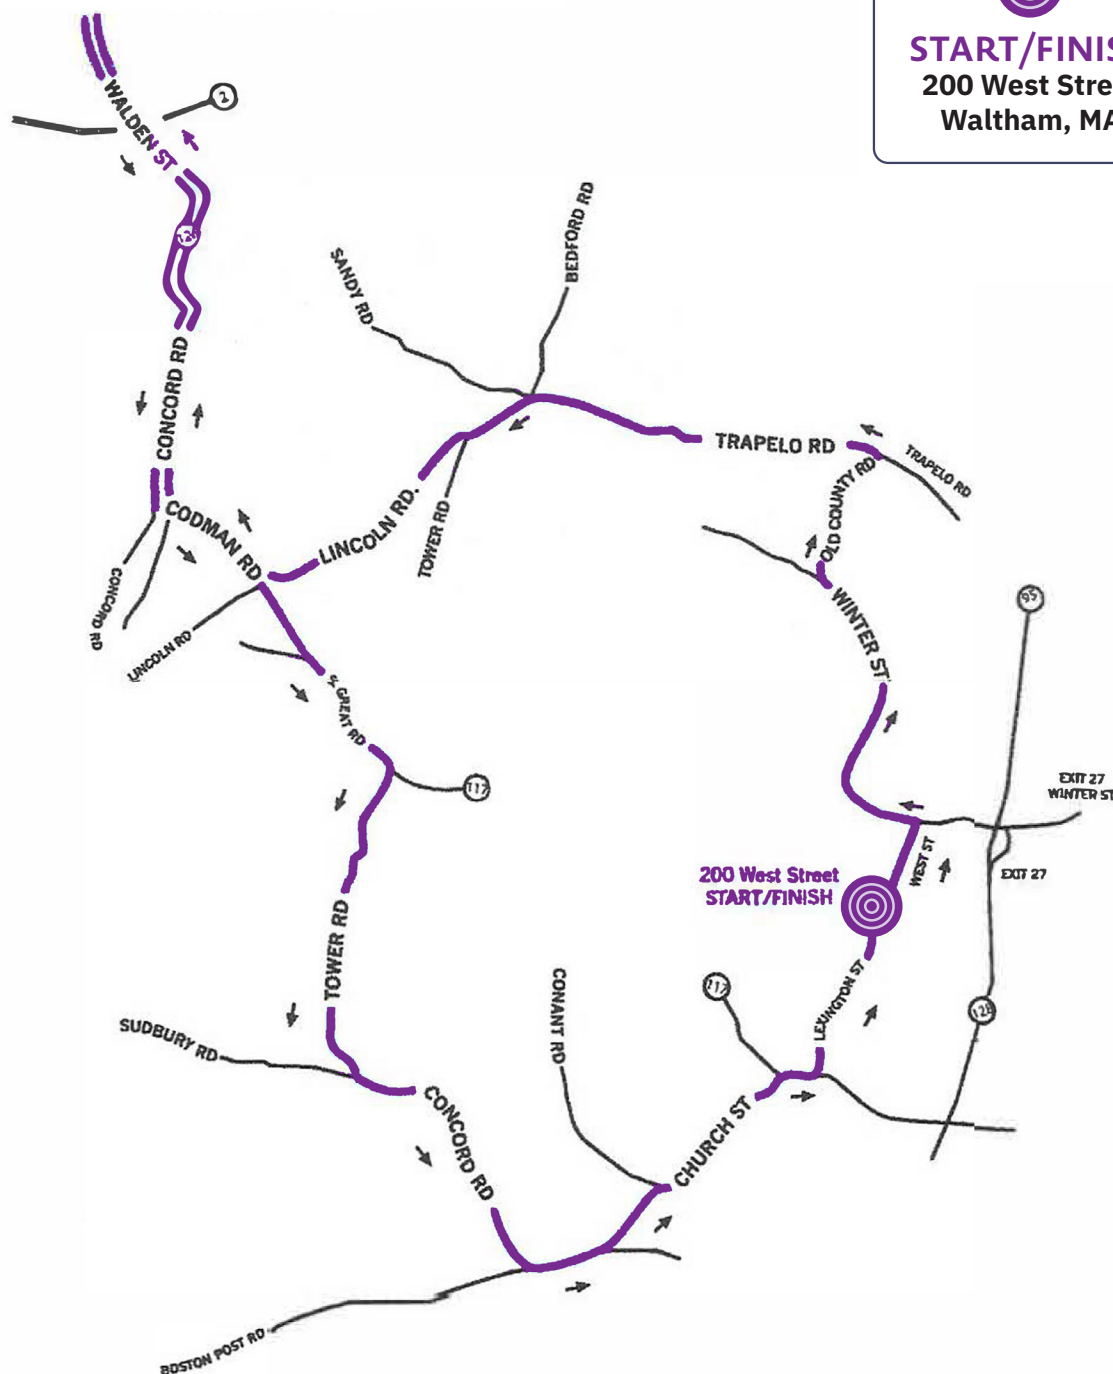 START/FINIS
200 West Stre
Waltham, MA
2
WALDEN ST
BEDFORD RD
SANDY RD
CONCORD RD
TRAPELO RD
TRAPELO RD
OLD COUNTY RD
LINCOLN RD.
TOWER RD
CODMAN RD
CONCORD RD
LINCOLN RD
WINTER ST
95
GREAT RD
117
EXIT 27
WINTER ST
WEST ST
EXIT 27
200 West Street
START/FINISH
TOWER RD
LEXINGTON ST
117
128
CONANT RD
SUDBURY RD
CONCORD RD
CHURCH ST
BOSTON POST RD